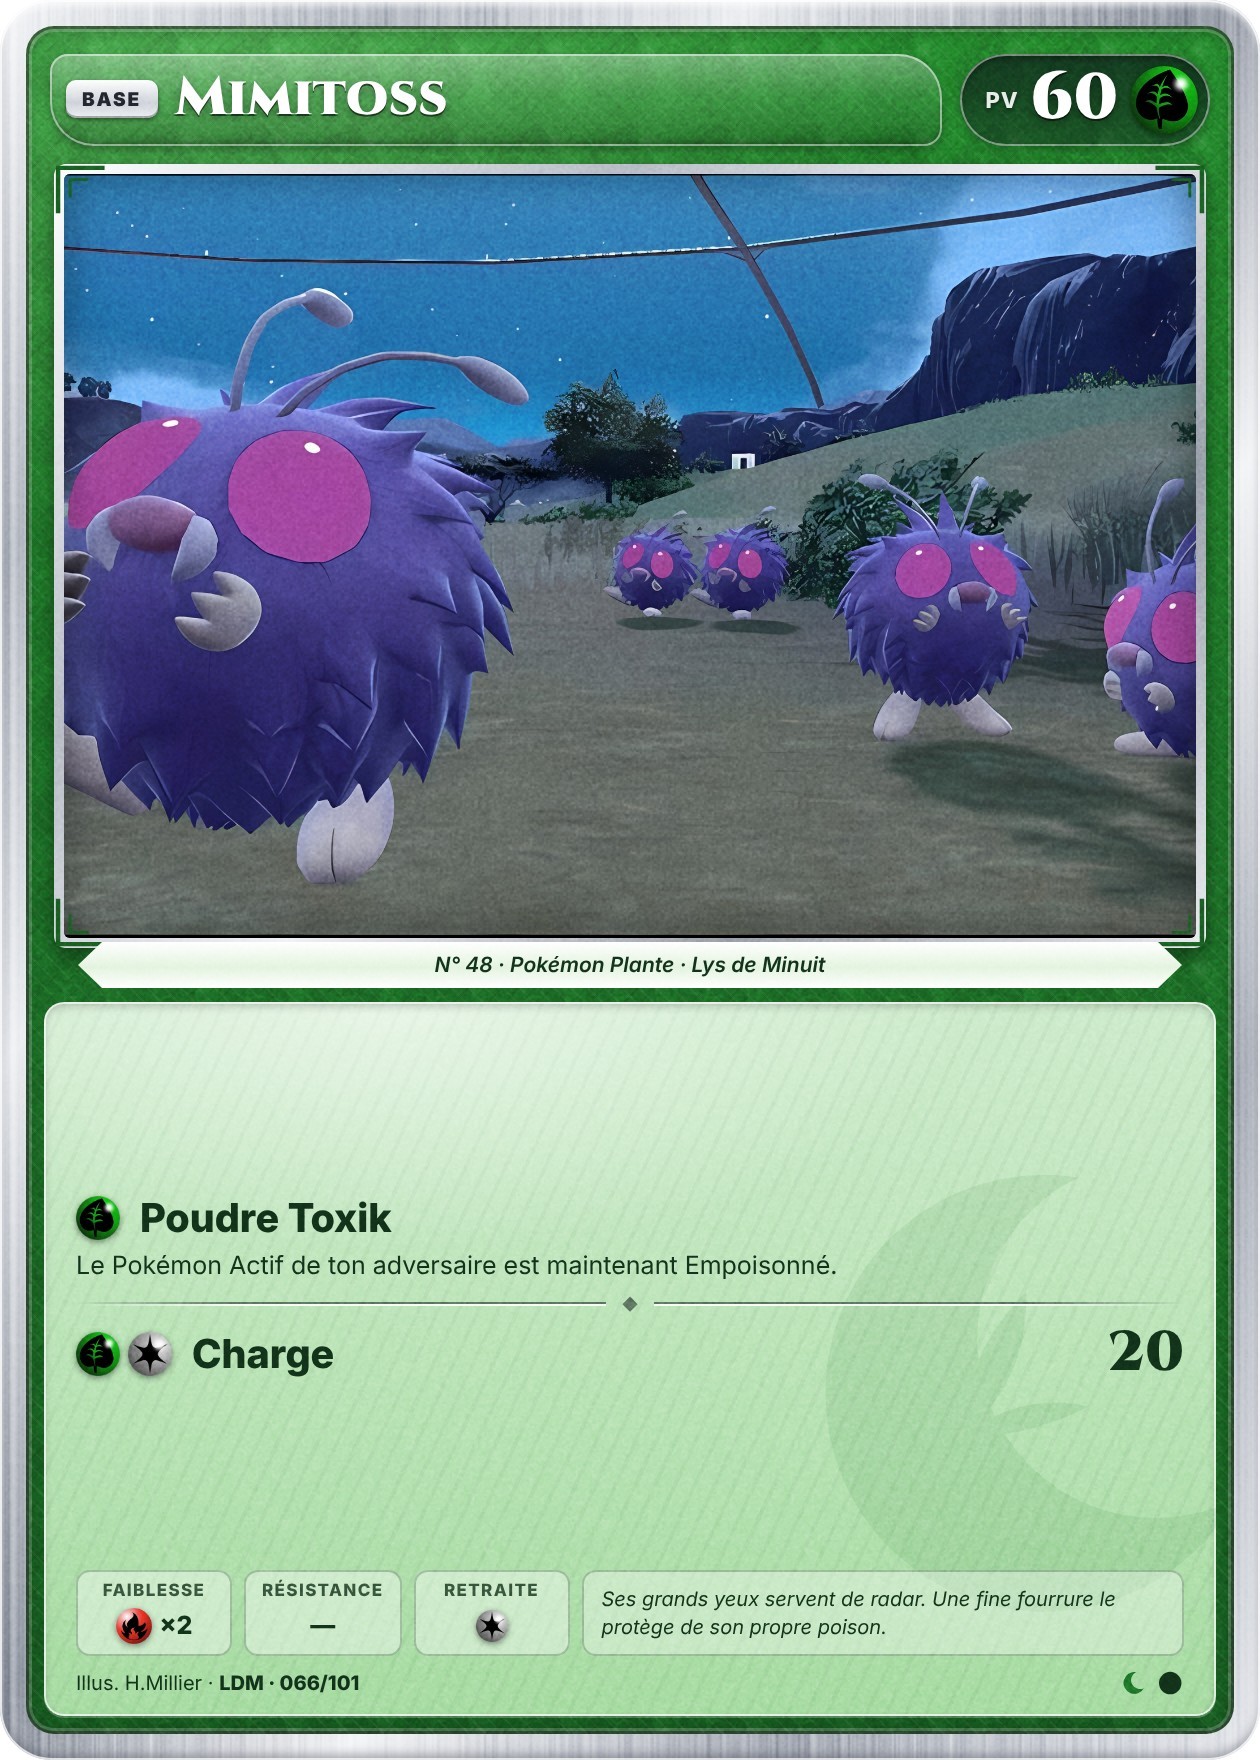 BASE Mimitoss PV 60
N° 48 · Pokémon Plante · Lys de Minuit
Poudre Toxik
Le Pokémon Actif de ton adversaire est maintenant Empoisonné.
Charge 20
FAIBLESSE RÉSISTANCE RETRAITE
×2 —
Ses grands yeux servent de radar. Une fine fourrure le
protège de son propre poison.
Illus. H.Millier · LDM · 066/101